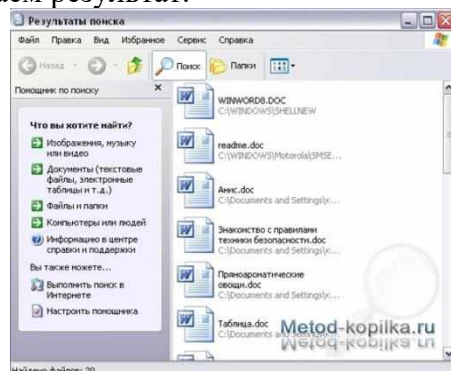 Результаты поиска
Файл Правка Вид Избранное Сервис Справка
Назад Поиск Папки
Помощник по поиску
Что вы хотите найти?
Изображения, музыку
или видео
Документы (текстовые
файлы, электронные
таблицы и т.д.)
Файлы и папки
Компьютеры или людей
Информацию в центре
справки и поддержки
Вы также можете...
Выполнить поиск в
Интернете
Настроить помощника
WINWORD8.DOC
C:\WINDOWS\SHELLNEW
readme.doc
C:\WINDOWS\Motorola\SMSE...
Анис.doc
C:\Documents and Settings\...
Знакомство с правилами
техники безопасности.doc
C:\Documents and Settings\...
Пряноароматические
овощи.doc
C:\Documents and Settings\...
Таблица.doc
C:\Documents and
Metod-kopilka.ru